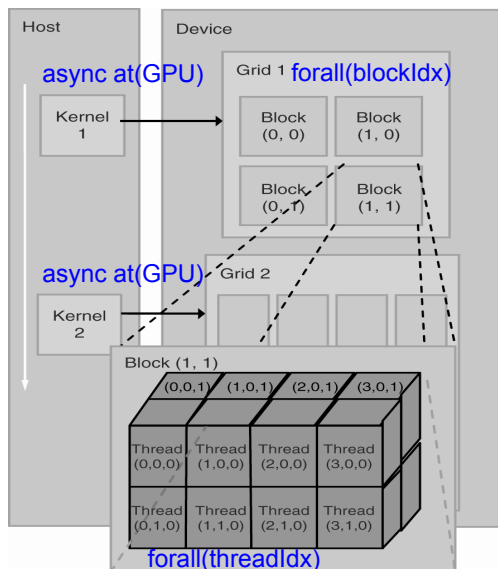 Host
Device
async at(GPU)
Grid 1
forall(blockIdx)
Kernel
1
Block
(0, 0)
Block
(1, 0)
Block
(0, 1)
Block
(1, 1)
async at(GPU)
Grid 2
Kernel
2
Block (1, 1)
(0,0,1)
(1,0,1)
(2,0,1)
(3,0,1)
Thread
(0,0,0)
Thread
(1,0,0)
Thread
(2,0,0)
Thread
(3,0,0)
Thread
(0,1,0)
Thread
(1,1,0)
Thread
(2,1,0)
Thread
(3,1,0)
forall(threadIdx)